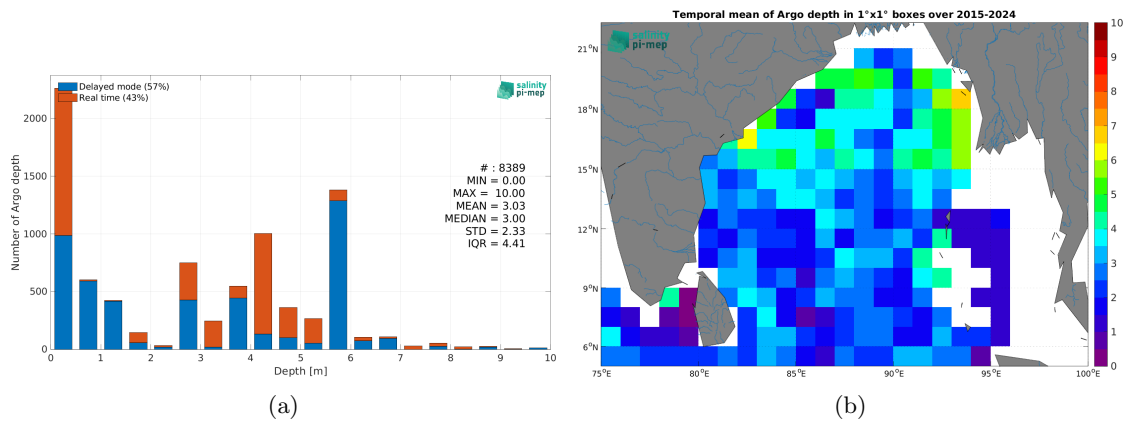 Delayed mode (57%)
Real time (43%)
salinity
pi-mep
# : 8389
MIN = 0.00
MAX = 10.00
MEAN = 3.03
MEDIAN = 3.00
STD = 2.33
IQR = 4.41
Number of Argo depth
2000
1500
1000
500
0
0 1 2 3 4 5 6 7 8 9 10
Depth [m]
(a)
Temporal mean of Argo depth in 1°x1° boxes over 2015-2024
salinity
pi-mep
21°N
18°N
15°N
12°N
9°N
6°N
75°E 80°E 85°E 90°E 95°E 100°E
10
9
8
7
6
5
4
3
2
1
0
(b)